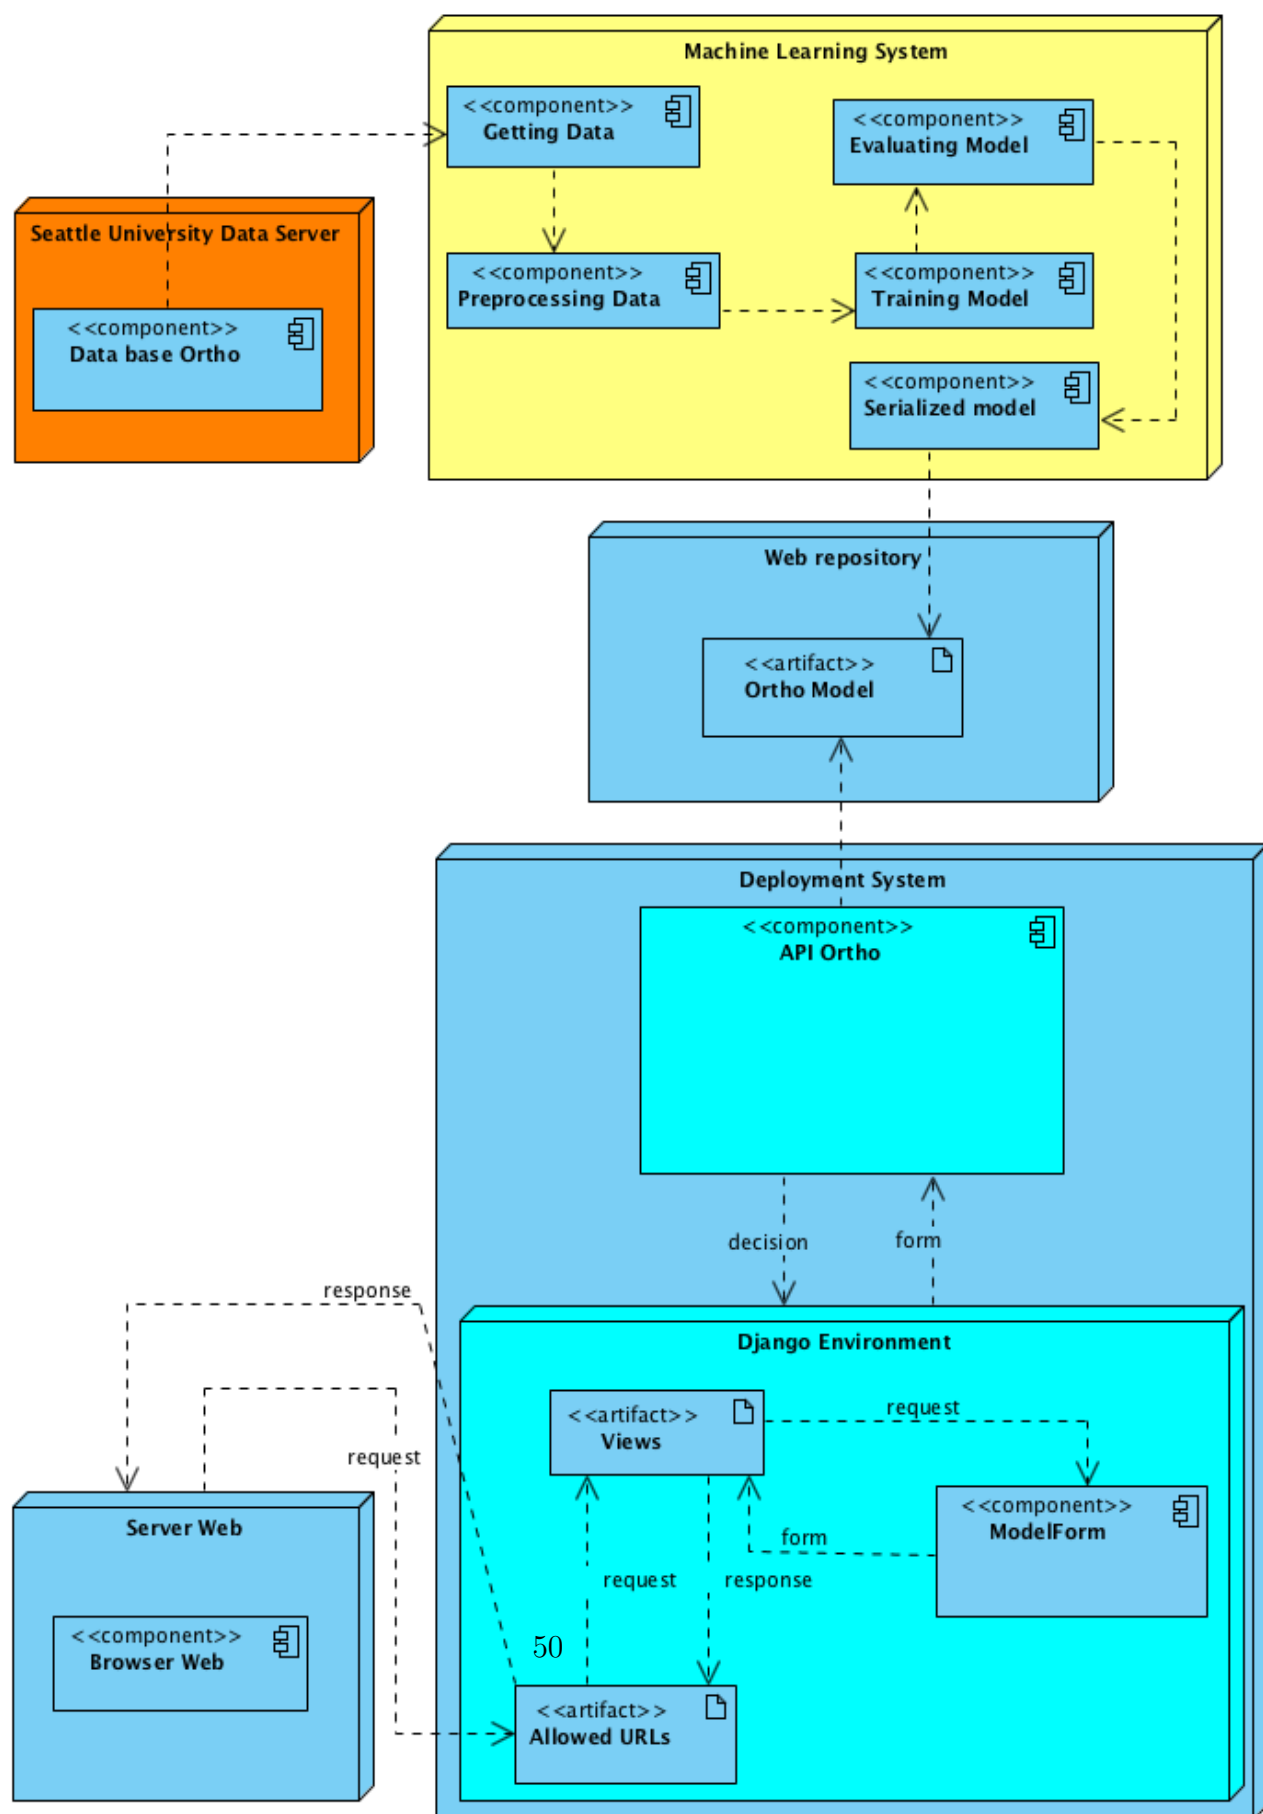 Machine Learning System
<<component>>
Getting Data
<<component>>
Evaluating Model
Seattle University Data Server
<<component>>
Preprocessing Data
<<component>>
Training Model
<<component>>
Data base Ortho
<<component>>
Serialized model
Web repository
<<artifact>>
Ortho Model
Deployment System
<<component>>
API Ortho
decision
form
response
Django Environment
<<artifact>>
Views
request
request
<<component>>
ModelForm
form
Server Web
request
response
<<component>>
Browser Web
50
<<artifact>>
Allowed URLs